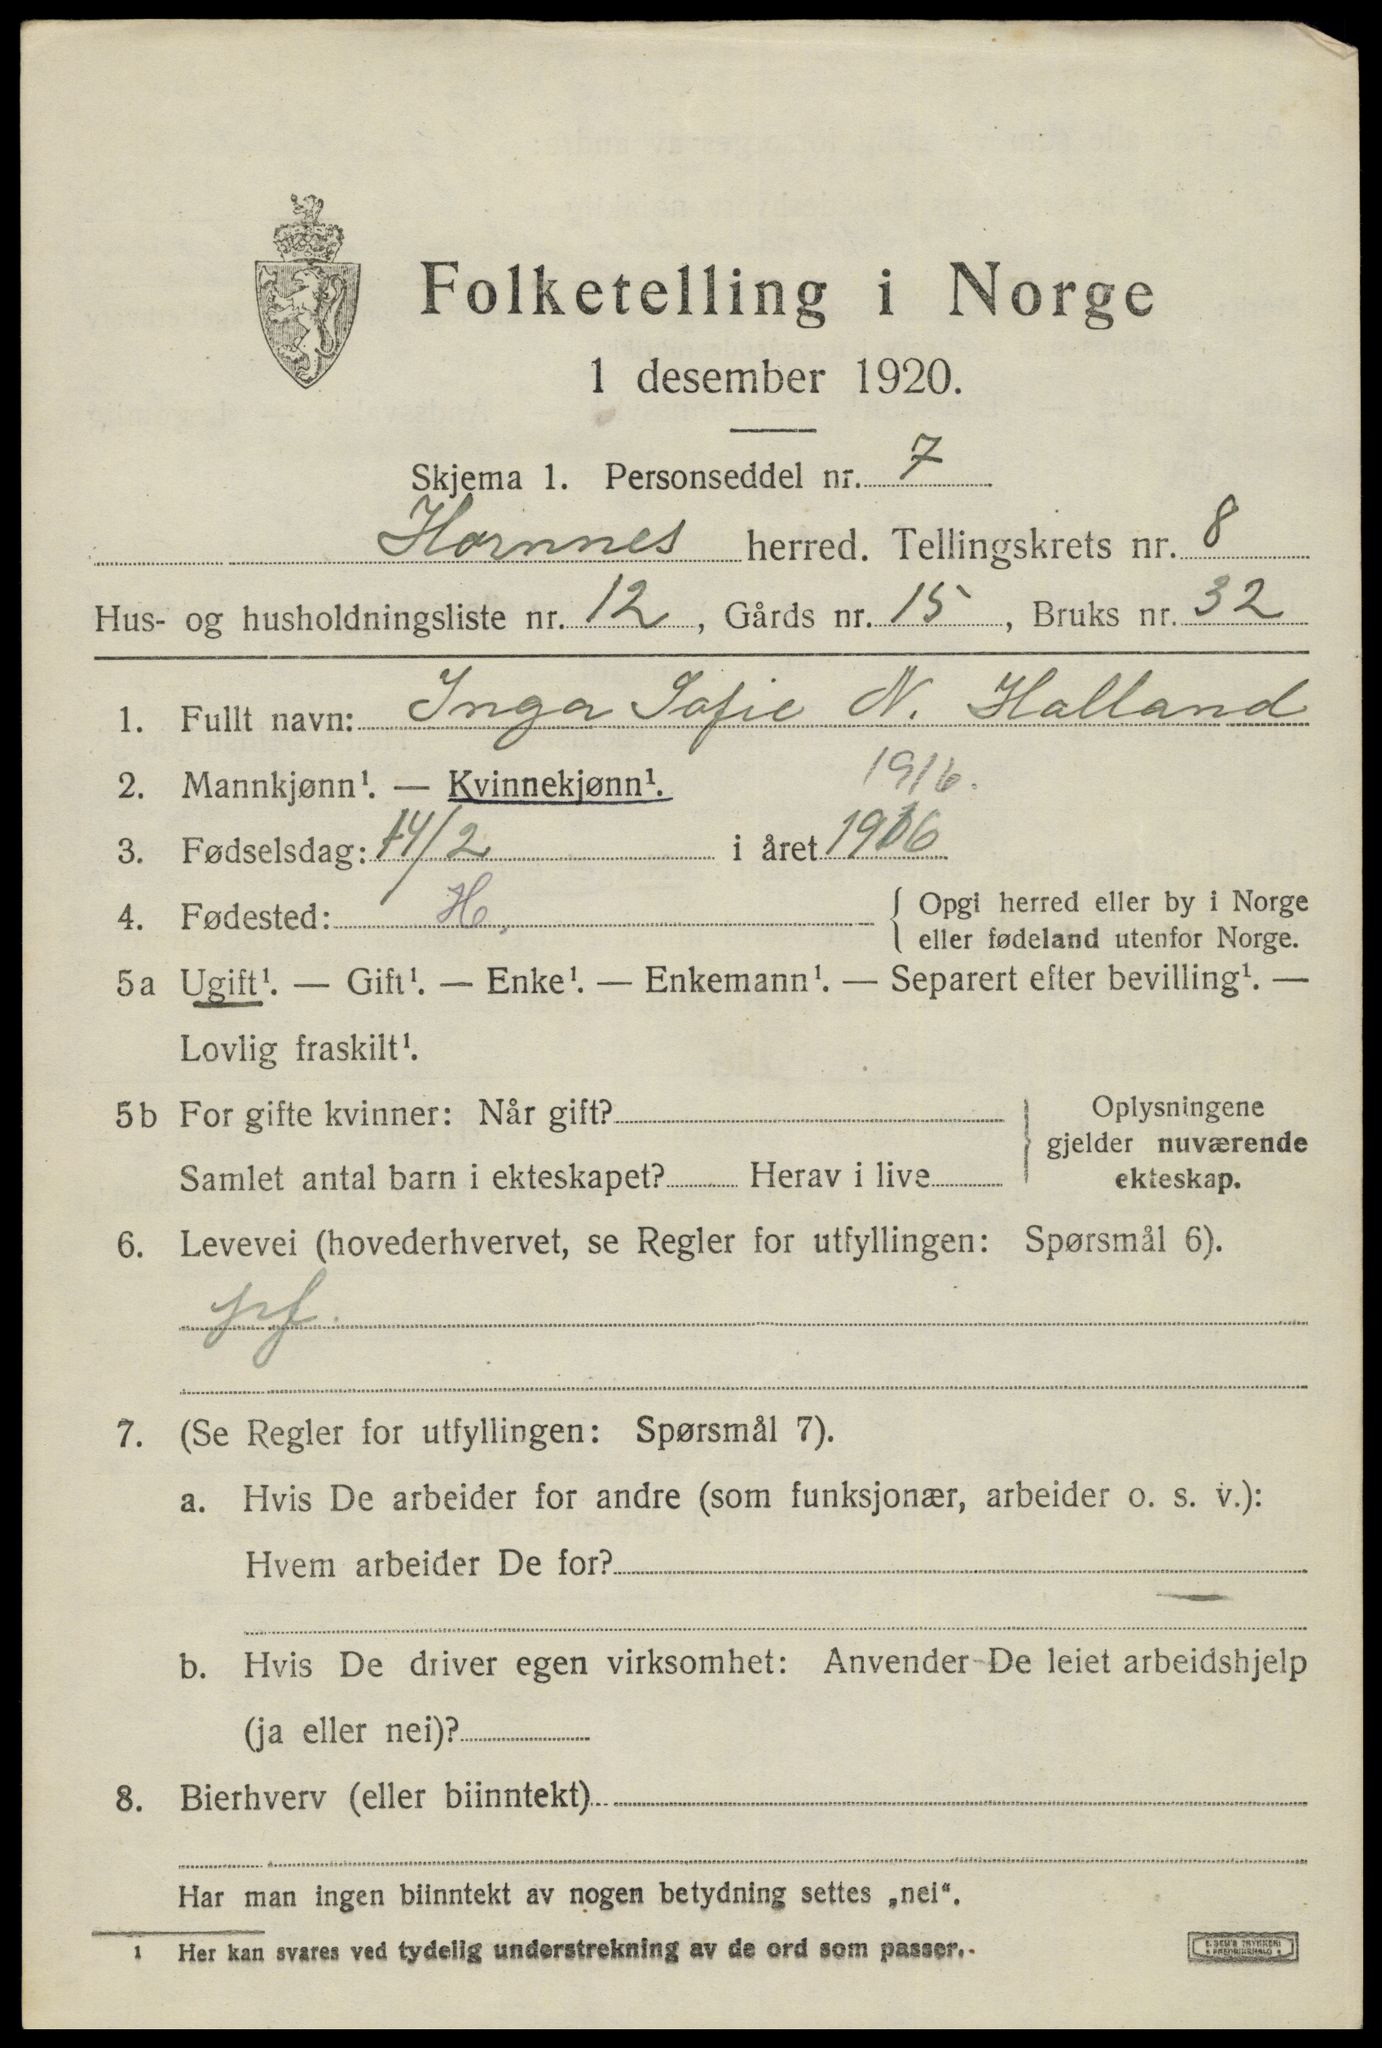 Folketelling i Norge
1 desember 1920.
Skjema 1. Personseddel nr. 7
Hornnes herred. Tellingskrets nr. 8
Hus- og husholdningsliste nr. 12, Gårds nr. 15, Bruks nr. 32
1. Fullt navn: Inga Sofie N. Halland
2. Mannkjønn¹. — Kvinnekjønn¹. 1916.
3. Fødselsdag: 14/2 i året 1916
4. Fødested: H. { Opgi herred eller by i Norge
eller fødeland utenfor Norge.
5a Ugift¹. — Gift¹. — Enke¹. — Enkemann¹. — Separert efter bevilling¹. —
Lovlig fraskilt¹.
5b For gifte kvinner: Når gift? } Oplysningene
gjelder nuværende
Samlet antal barn i ekteskapet? Herav i live ekteskap.
6. Levevei (hovederhvervet, se Regler for utfyllingen: Spørsmål 6).
pf.
7. (Se Regler for utfyllingen: Spørsmål 7).
a. Hvis De arbeider for andre (som funksjonær, arbeider o. s. v.):
Hvem arbeider De for?
—
b. Hvis De driver egen virksomhet: Anvender De leiet arbeidshjelp
(ja eller nei)?
8. Bierhverv (eller biinntekt)
Har man ingen biinntekt av nogen betydning settes „nei“.
¹ Her kan svares ved tydelig understrekning av de ord som passer.
E. SEM'S TRYKKERI
FREDRIKSHALD